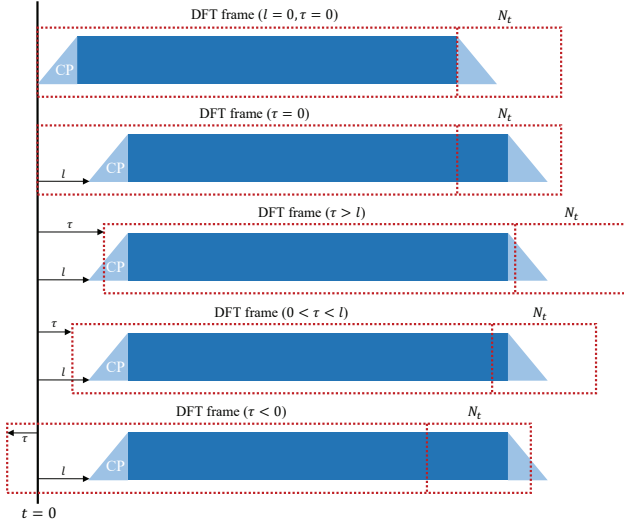 DFT frame (l = 0, τ = 0) N_t
CP
DFT frame (τ = 0) N_t
CP
l
DFT frame (τ > l) N_t
τ
CP
l
DFT frame (0 < τ < l) N_t
τ
CP
l
DFT frame (τ < 0) N_t
τ
CP
l
t = 0